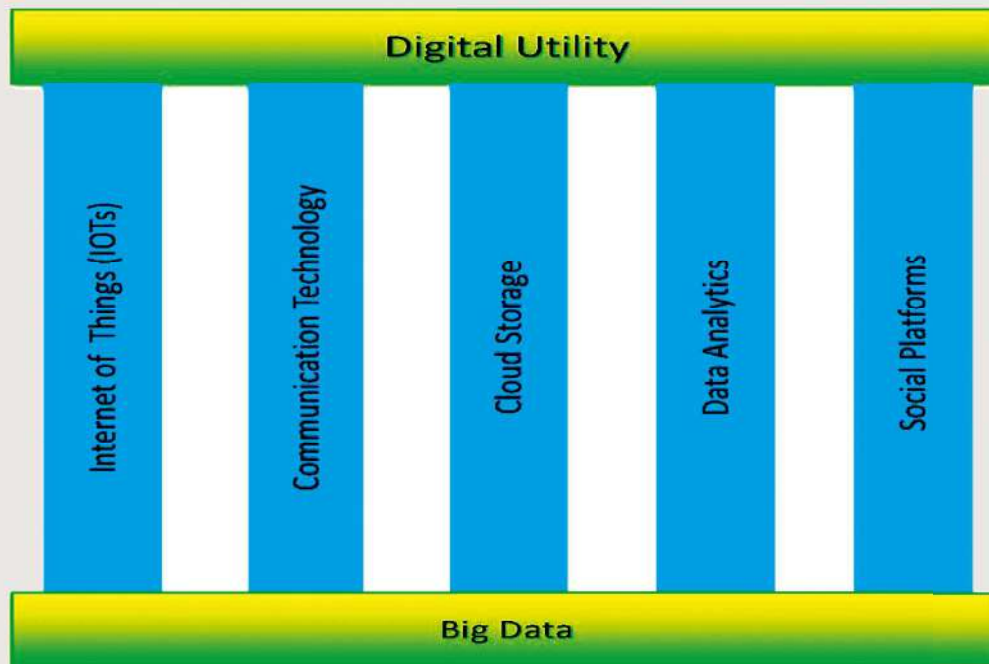 Digital Utility
Internet of Things (IOTs)
Communication Technology
Cloud Storage
Data Analytics
Social Platforms
Big Data